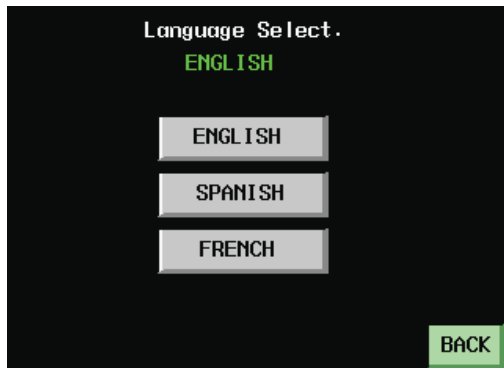 Language Select.
ENGLISH
ENGLISH
SPANISH
FRENCH
BACK